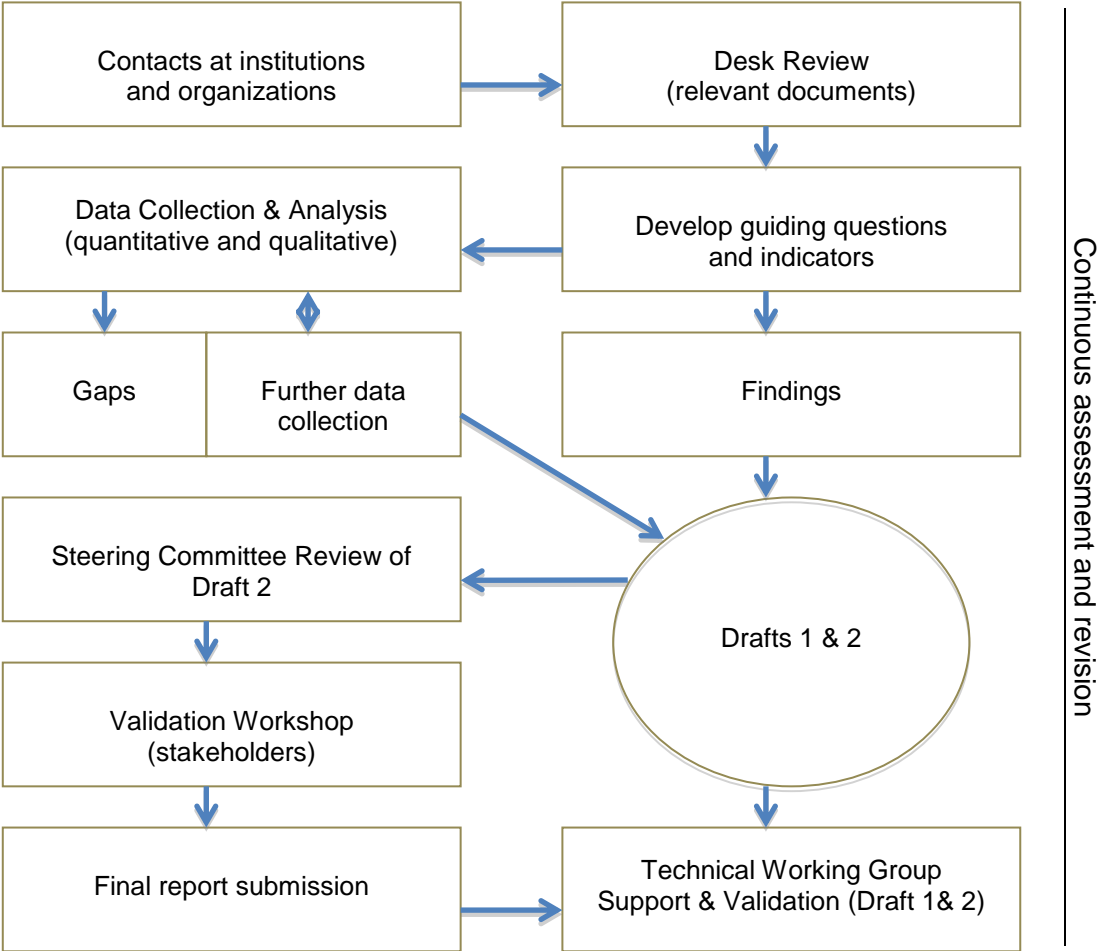 Contacts at institutions
and organizations
Desk Review
(relevant documents)
Data Collection & Analysis
(quantitative and qualitative)
Develop guiding questions
and indicators
Gaps
Further data
collection
Findings
Steering Committee Review of
Draft 2
Drafts 1 & 2
Validation Workshop
(stakeholders)
Final report submission
Technical Working Group
Support & Validation (Draft 1& 2)
Continuous assessment and revision